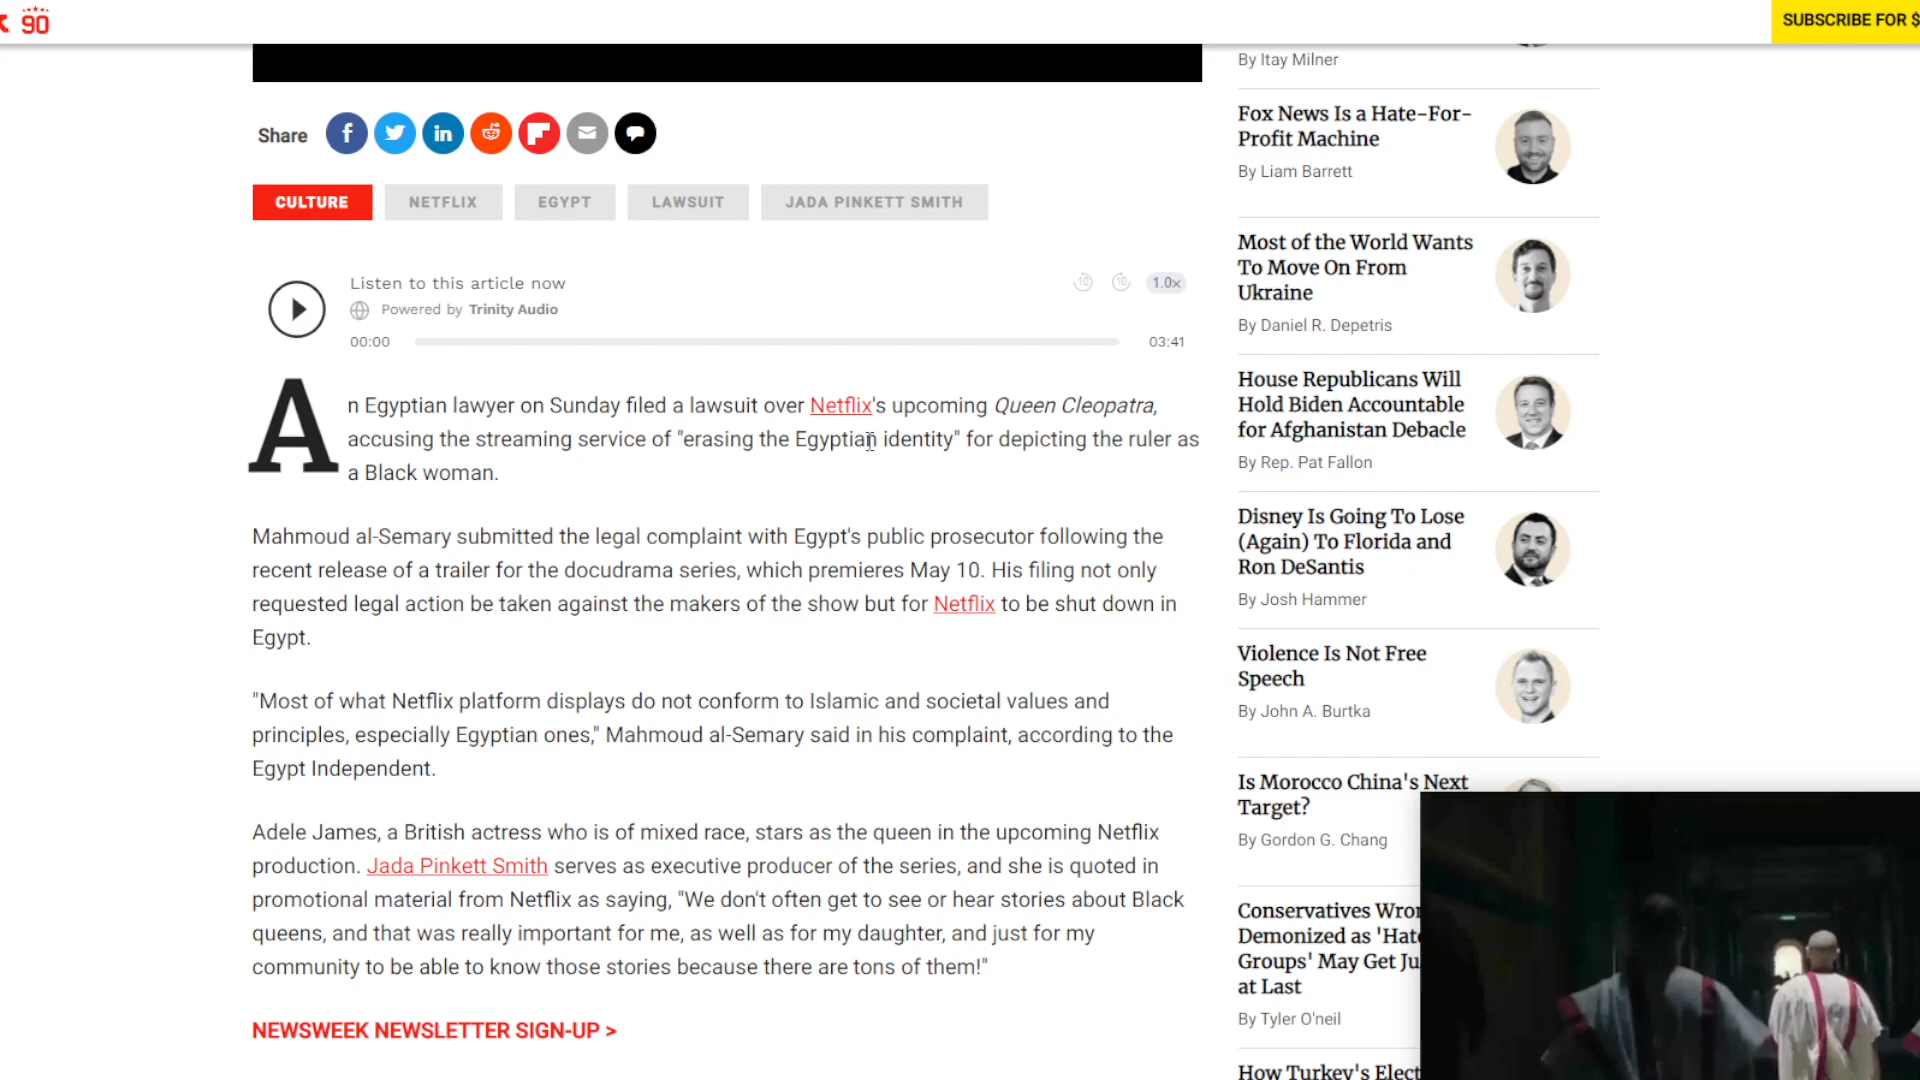 90
SUBSCRIBE FOR $
Share
CULTURE
NETFLIX
EGYPT
LAWSUIT
JADA PINKETT SMITH
Listen to this article now
10
10
1.0x
Powered by Trinity Audio
00:00
03:41
An Egyptian lawyer on Sunday filed a lawsuit over Netflix's upcoming Queen Cleopatra,
accusing the streaming service of "erasing the Egyptian identity" for depicting the ruler as
a Black woman.
Mahmoud al-Semary submitted the legal complaint with Egypt's public prosecutor following the
recent release of a trailer for the docudrama series, which premieres May 10. His filing not only
requested legal action be taken against the makers of the show but for Netflix to be shut down in
Egypt.
"Most of what Netflix platform displays do not conform to Islamic and societal values and
principles, especially Egyptian ones," Mahmoud al-Semary said in his complaint, according to the
Egypt Independent.
Adele James, a British actress who is of mixed race, stars as the queen in the upcoming Netflix
production. Jada Pinkett Smith serves as executive producer of the series, and she is quoted in
promotional material from Netflix as saying, "We don't often get to see or hear stories about Black
queens, and that was really important for me, as well as for my daughter, and just for my
community to be able to know those stories because there are tons of them!"
NEWSWEEK NEWSLETTER SIGN-UP >
By Itay Milner
Fox News Is a Hate-For-
Profit Machine
By Liam Barrett
Most of the World Wants
To Move On From
Ukraine
By Daniel R. Depetris
House Republicans Will
Hold Biden Accountable
for Afghanistan Debacle
By Rep. Pat Fallon
Disney Is Going To Lose
(Again) To Florida and
Ron DeSantis
By Josh Hammer
Violence Is Not Free
Speech
By John A. Burtka
Is Morocco China's Next
Target?
By Gordon G. Chang
Conservatives Wron
Demonized as 'Hate
Groups' May Get Ju
at Last
By Tyler O'neil
How Turkey's Elect